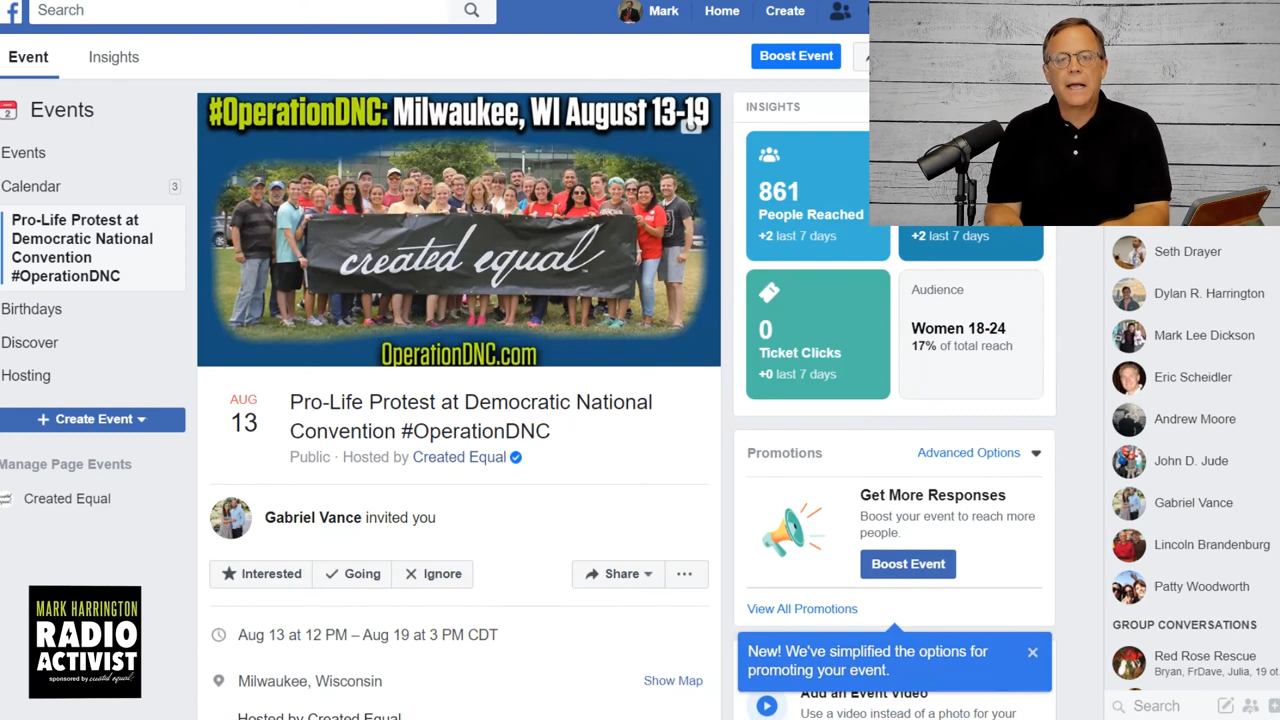 Search
Mark
Home
Create
Event
Insights
Boost Event
Events
Events
Calendar
3
Pro-Life Protest at
Democratic National
Convention
#OperationDNC
Birthdays
Discover
Hosting
+ Create Event
Manage Page Events
Created Equal
MARK HARRINGTON
RADIO
ACTIVIST
sponsored by created equal
#OperationDNC: Milwaukee, WI August 13-19
created equal
OperationDNC.com
AUG
13
Pro-Life Protest at Democratic National
Convention #OperationDNC
Public · Hosted by Created Equal
Gabriel Vance invited you
Interested
Going
Ignore
Share
Aug 13 at 12 PM – Aug 19 at 3 PM CDT
Milwaukee, Wisconsin
Show Map
Hosted by Created Equal
INSIGHTS
861
People Reached
+2 last 7 days
+0 last 7 days
0
Ticket Clicks
+0 last 7 days
Audience
Women 18-24
17% of total reach
Promotions
Advanced Options
Get More Responses
Boost your event to reach more
people.
Boost Event
View All Promotions
New! We've simplified the options for
promoting your event.
Add an Event Video
Use a video instead of a photo for your
Seth Drayer
Dylan R. Harrington
Mark Lee Dickson
Eric Scheidler
Andrew Moore
John D. Jude
Gabriel Vance
Lincoln Brandenburg
Patty Woodworth
GROUP CONVERSATIONS
Red Rose Rescue
Bryan, FrDave, Julia, 19 ot
Search